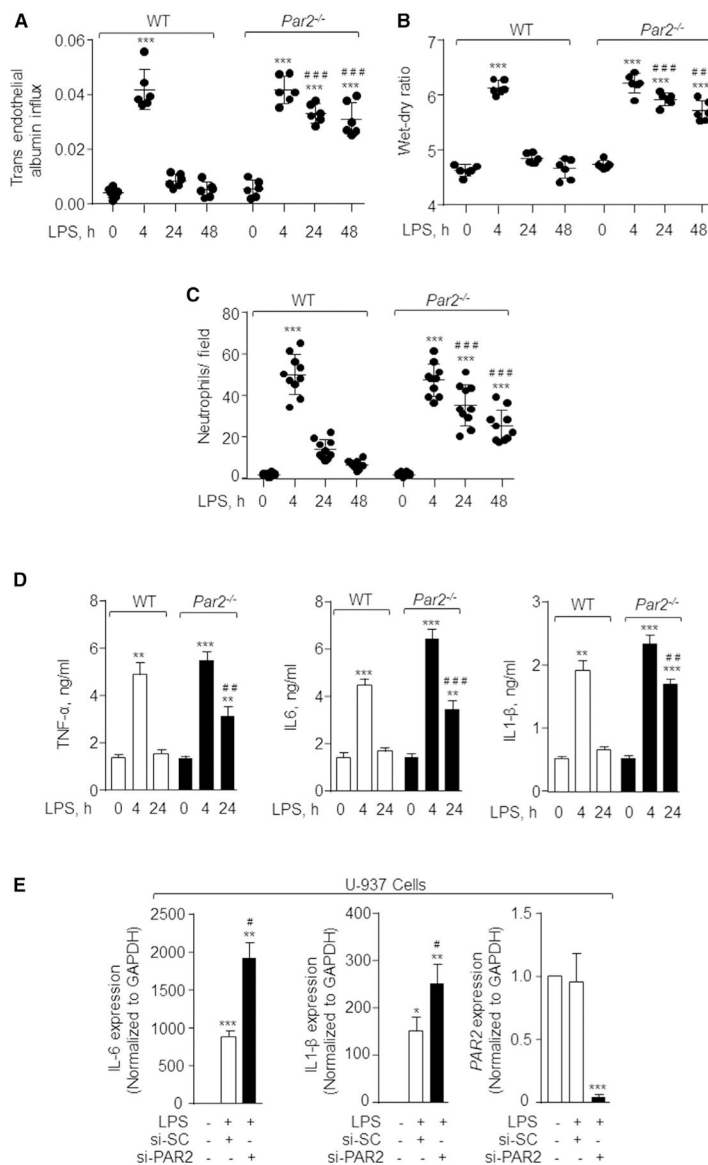 A
WT
Par2-/-
Trans endothelial
albumin influx
0.06
0.04
0.02
0.00
***
***
###
***
###
***
LPS, h 0 4 24 48 0 4 24 48
B
WT
Par2-/-
Wet-dry ratio
7
6
5
4
***
***
###
***
##
**
LPS, h 0 4 24 48 0 4 24 48
C
WT
Par2-/-
Neutrophils/ field
80
60
40
20
0
***
***
###
***
###
***
LPS, h 0 4 24 48 0 4 24 48
D
WT
Par2-/-
TNF-α, ng/ml
8
6
4
2
0
**
***
##
**
LPS, h 0 4 24 0 4 24
WT
Par2-/-
IL6, ng/ml
8
6
4
2
0
***
***
###
**
LPS, h 0 4 24 0 4 24
WT
Par2-/-
IL1-β, ng/ml
3
2
1
0
**
***
##
***
LPS, h 0 4 24 0 4 24
E
U-937 Cells
IL-6 expression
(Normalized to GAPDH)
2500
2000
1500
1000
500
0
***
#
**
LPS - + +
si-SC - + -
si-PAR2 - - +
IL1-β expression
(Normalized to GAPDH)
400
300
200
100
0
*
#
**
LPS - + +
si-SC - + -
si-PAR2 - - +
PAR2 expression
(Normalized to GAPDH)
1.5
1.0
0.5
0
***
LPS - + +
si-SC - + -
si-PAR2 - - +